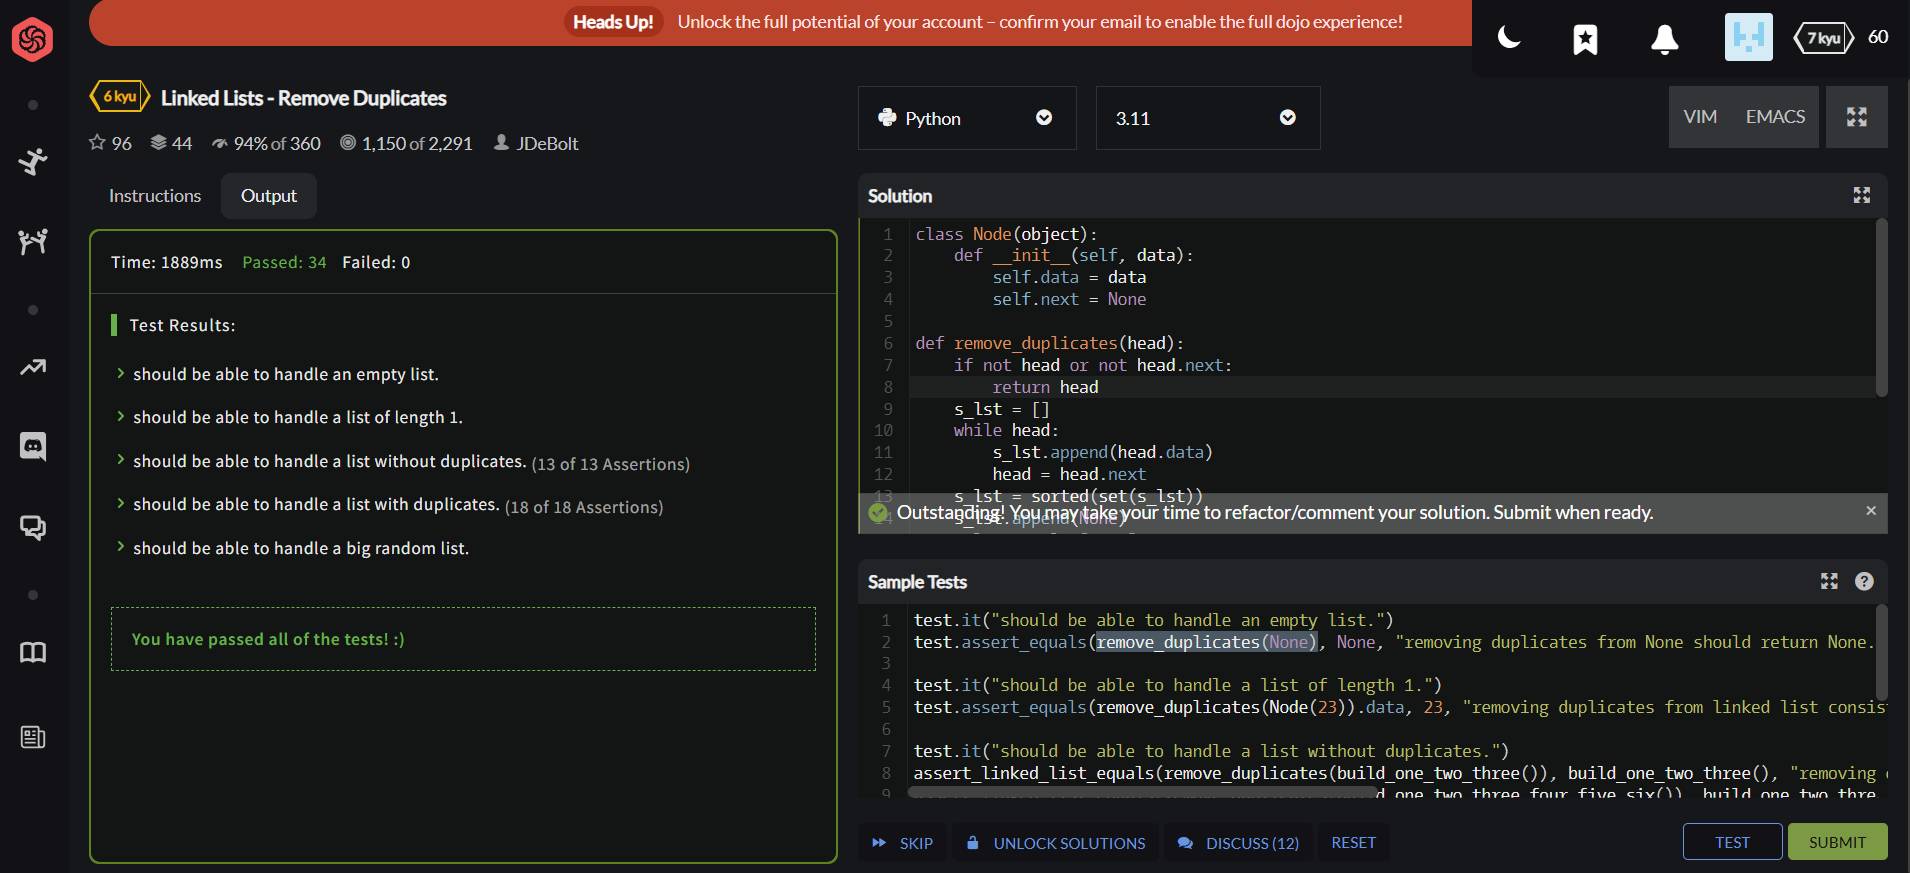 Heads Up! Unlock the full potential of your account – confirm your email to enable the full dojo experience!
7 kyu 60
6 kyu Linked Lists - Remove Duplicates
96 44 94% of 360 1,150 of 2,291 JDeBolt
Instructions Output
Time: 1889ms Passed: 34 Failed: 0
Test Results:
should be able to handle an empty list.
should be able to handle a list of length 1.
should be able to handle a list without duplicates. (13 of 13 Assertions)
should be able to handle a list with duplicates. (18 of 18 Assertions)
should be able to handle a big random list.
You have passed all of the tests! :)
Python 3.11 VIM EMACS
Solution
1 class Node(object):
2 def __init__(self, data):
3 self.data = data
4 self.next = None
5
6 def remove_duplicates(head):
7 if not head or not head.next:
8 return head
9 s_lst = []
10 while head:
11 s_lst.append(head.data)
12 head = head.next
13 s_lst = sorted(set(s_lst))
14 s_lst.append(None)
Outstanding! You may take your time to refactor/comment your solution. Submit when ready.
Sample Tests
1 test.it("should be able to handle an empty list.")
2 test.assert_equals(remove_duplicates(None), None, "removing duplicates from None should return None.
3
4 test.it("should be able to handle a list of length 1.")
5 test.assert_equals(remove_duplicates(Node(23)).data, 23, "removing duplicates from linked list consis
6
7 test.it("should be able to handle a list without duplicates.")
8 assert_linked_list_equals(remove_duplicates(build_one_two_three()), build_one_two_three(), "removing
9 d_one_two_three_four_five_six()), build_one_two_thre
SKIP UNLOCK SOLUTIONS DISCUSS (12) RESET TEST SUBMIT